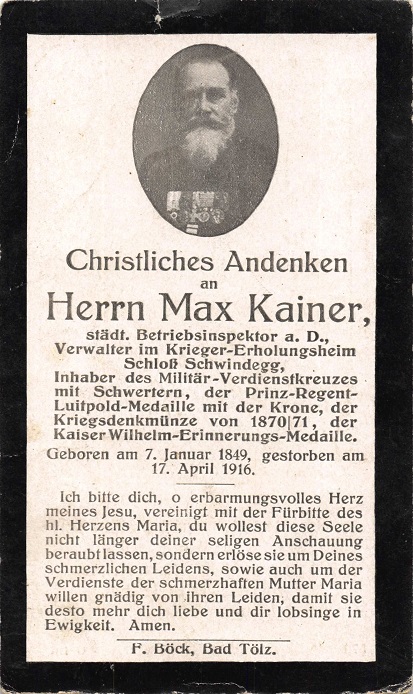 Christliches Andenken
an
Herrn Max Kainer,
städt. Betriebsinspektor a. D.,
Verwalter im Krieger-Erholungsheim
Schloß Schwindegg,
Inhaber des Militär-Verdienstkreuzes
mit Schwertern, der Prinz-Regent-
Luitpold-Medaille mit der Krone, der
Kriegsdenkmünze von 1870|71, der
Kaiser Wilhelm-Erinnerungs-Medaille.
Geboren am 7. Januar 1849, gestorben am
17. April 1916.
Ich bitte dich, o erbarmungsvolles Herz
meines Jesu, vereinigt mit der Fürbitte des
hl. Herzens Maria, du wollest diese Seele
nicht länger deiner seligen Anschauung
beraubt lassen, sondern erlöse sie um Deines
schmerzlichen Leidens, sowie auch um der
Verdienste der schmerzhaften Mutter Maria
willen gnädig von ihren Leiden, damit sie
desto mehr dich liebe und dir lobsinge in
Ewigkeit. Amen.
F. Böck, Bad Tölz.